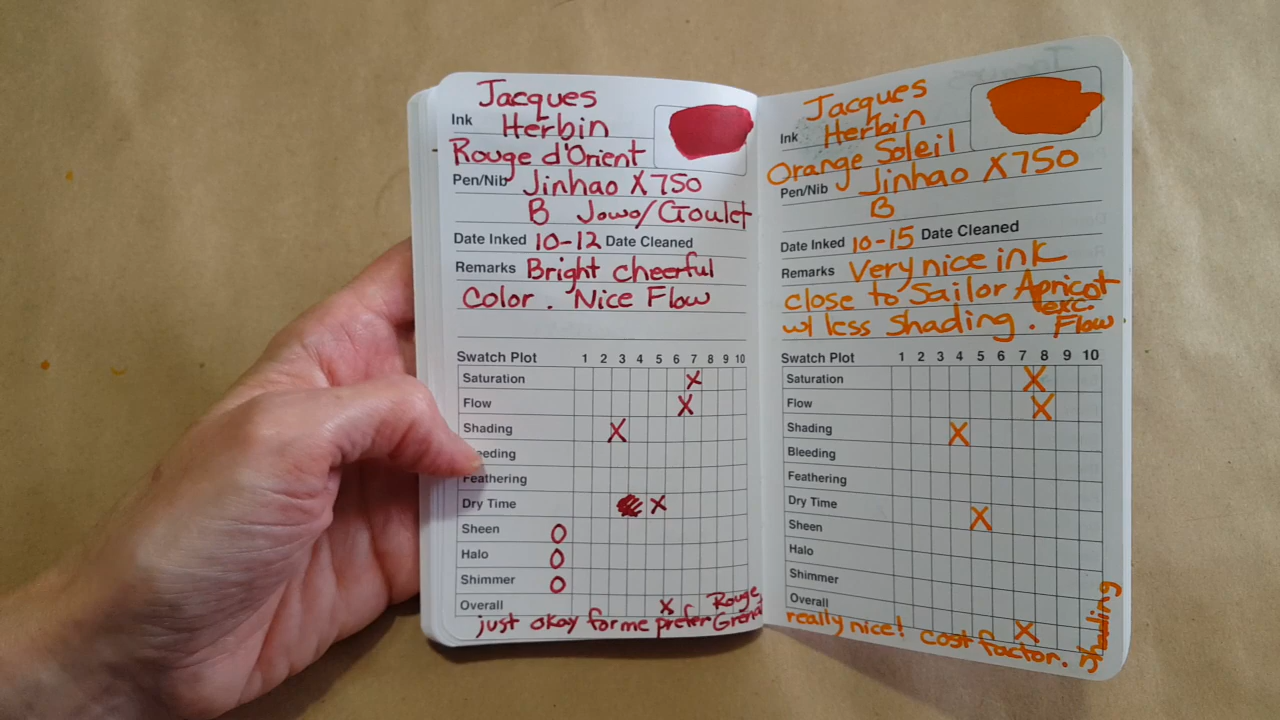 Jacques
Ink Herbin
Rouge d'Orient
Pen/Nib Jinhao X750
B Jowo/Goulet
Date Inked 10-12 Date Cleaned
Remarks Bright cheerful
Color. Nice Flow
Swatch Plot 1 2 3 4 5 6 7 8 9 10
Saturation X
Flow X
Shading X
eeding
Feathering
Dry Time X
Sheen O
Halo O
Shimmer O
Overall X Rouge
just okay for me prefer Grena
Jacques
Ink Herbin
Orange Soleil
Pen/Nib Jinhao X750
B
Date Inked 10-15 Date Cleaned
Remarks Very nice ink
close to Sailor Apricot
w/ less shading. exc. Flow
Swatch Plot 1 2 3 4 5 6 7 8 9 10
Saturation X
Flow X
Shading X
Bleeding
Feathering
Dry Time X
Sheen
Halo
Shimmer
Overall X
really nice! cost factor.
Shading